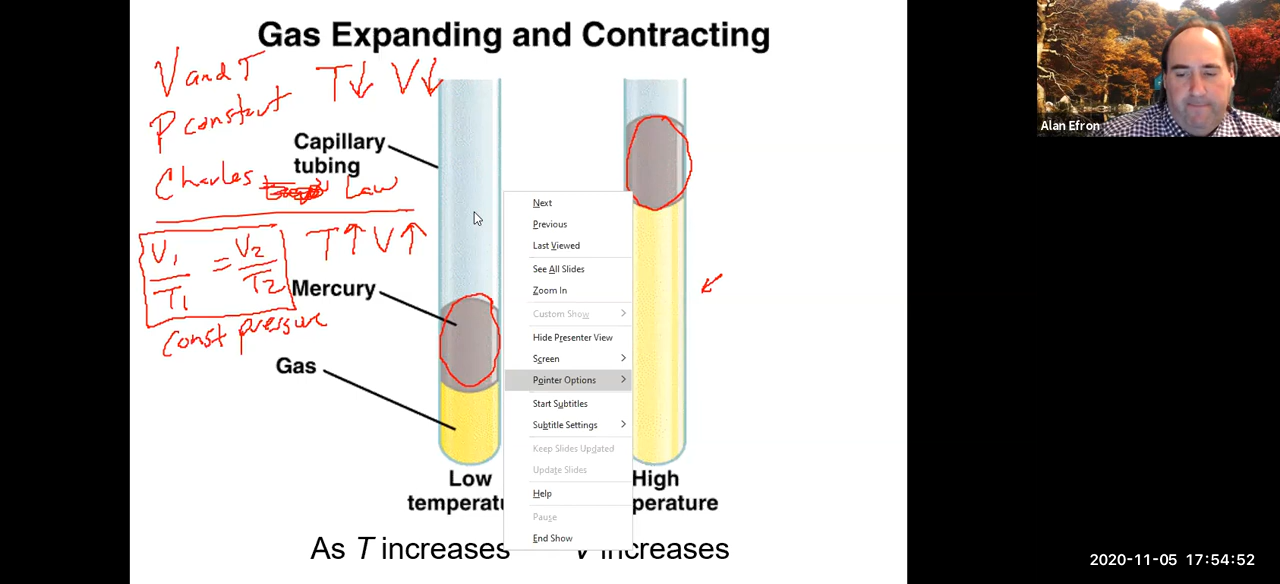 Gas Expanding and Contracting
V and T
P constant
T↓ V↓
Capillary
tubing
Charles Law
T↑ V↑
V1/T1 = V2/T2
Const pressure
Mercury
Gas
Low
temperatu
High
perature
As T increases V increases
Next
Previous
Last Viewed
See All Slides
Zoom In
Custom Show
Hide Presenter View
Screen
Pointer Options
Start Subtitles
Subtitle Settings
Keep Slides Updated
Update Slides
Help
Pause
End Show
Alan Efron
2020-11-05 17:54:52